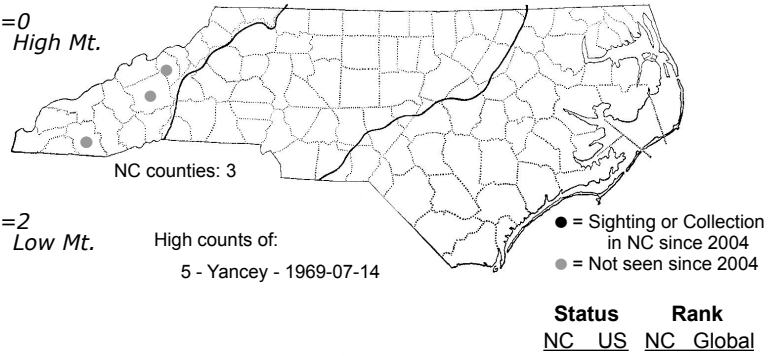 =0
High Mt.
NC counties: 3
=2
Low Mt.
High counts of:
5 - Yancey - 1969-07-14
= Sighting or Collection
in NC since 2004
= Not seen since 2004
Status Rank
NC US NC Global